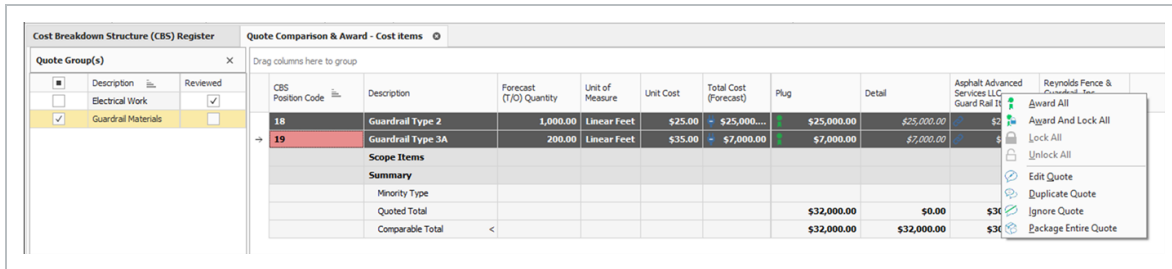 Cost Breakdown Structure (CBS) Register
Quote Comparison & Award - Cost items
Quote Group(s)
Description Reviewed
Electrical Work
Guardrail Materials
Drag columns here to group
CBS Position Code Description Forecast (T/O) Quantity Unit of Measure Unit Cost Total Cost (Forecast) Plug Detail Asphalt Advanced Services LLC Guard Rail It Reynolds Fence &
18 Guardrail Type 2 1,000.00 Linear Feet $25.00 $25,000.... $25,000.00 $25,000.00
19 Guardrail Type 3A 200.00 Linear Feet $35.00 $7,000.00 $7,000.00 $7,000.00
Scope Items
Summary
Minority Type
Quoted Total $32,000.00 $0.00 $30
Comparable Total < $32,000.00 $32,000.00 $30
Award All
Award And Lock All
Lock All
Unlock All
Edit Quote
Duplicate Quote
Ignore Quote
Package Entire Quote